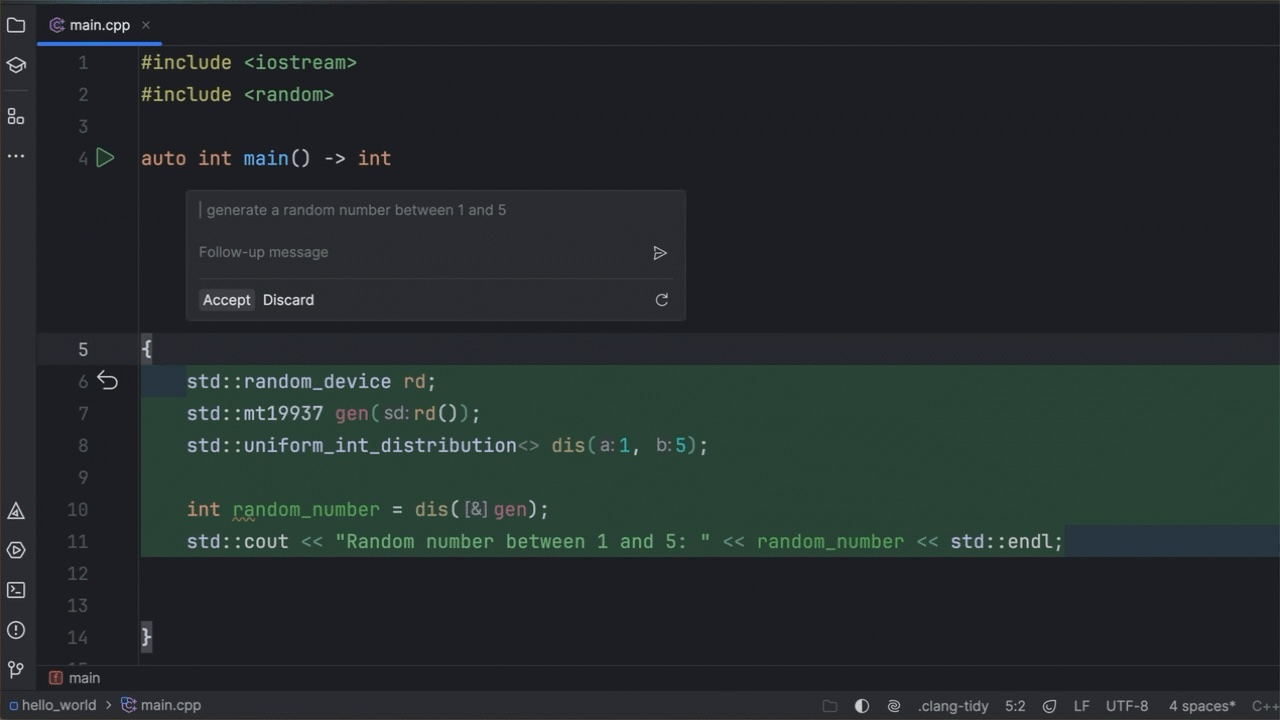 main.cpp ×
1 #include <iostream>
2 #include <random>
3
4 auto int main() -> int
generate a random number between 1 and 5
Follow-up message
Accept Discard
5 {
6 std::random_device rd;
7 std::mt19937 gen(sd:rd());
8 std::uniform_int_distribution<> dis(a:1, b:5);
9
10 int random_number = dis([&]gen);
11 std::cout << "Random number between 1 and 5: " << random_number << std::endl;
12
13
14 }
f main
hello_world > main.cpp .clang-tidy 5:2 LF UTF-8 4 spaces* C++